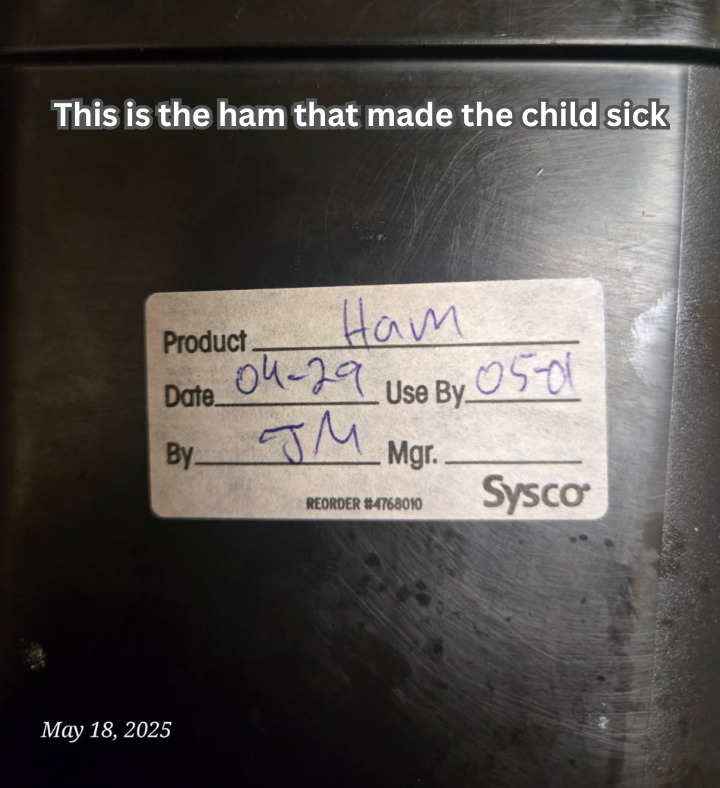 This is the ham that made the child sick
Product Ham
Date 04-29 Use By 05-01
By JM Mgr.
REORDER #4768010 Sysco
May 18, 2025